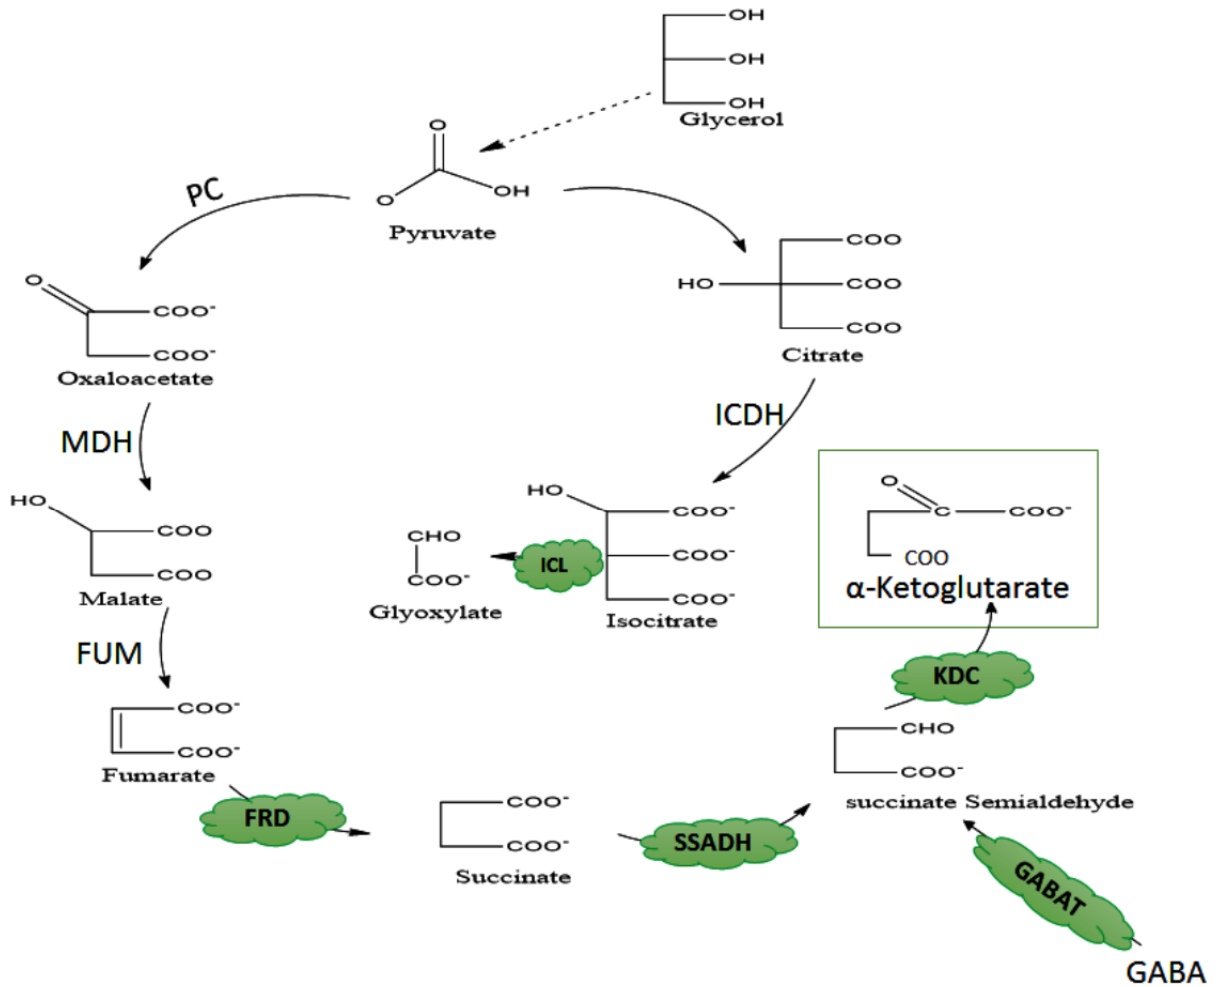 OH
OH
OH
Glycerol
O
O
OH
Pyruvate
PC
O
COO-
COO-
Oxaloacetate
COO
HO
COO
COO
Citrate
MDH
ICDH
HO
COO
COO
Malate
CHO
COO-
Glyoxylate
ICL
HO
COO-
COO-
COO-
Isocitrate
O
C
COO-
COO
α-Ketoglutarate
FUM
KDC
COO-
COO-
Fumarate
CHO
COO-
succinate Semialdehyde
FRD
COO-
COO-
Succinate
SSADH
GABAT
GABA